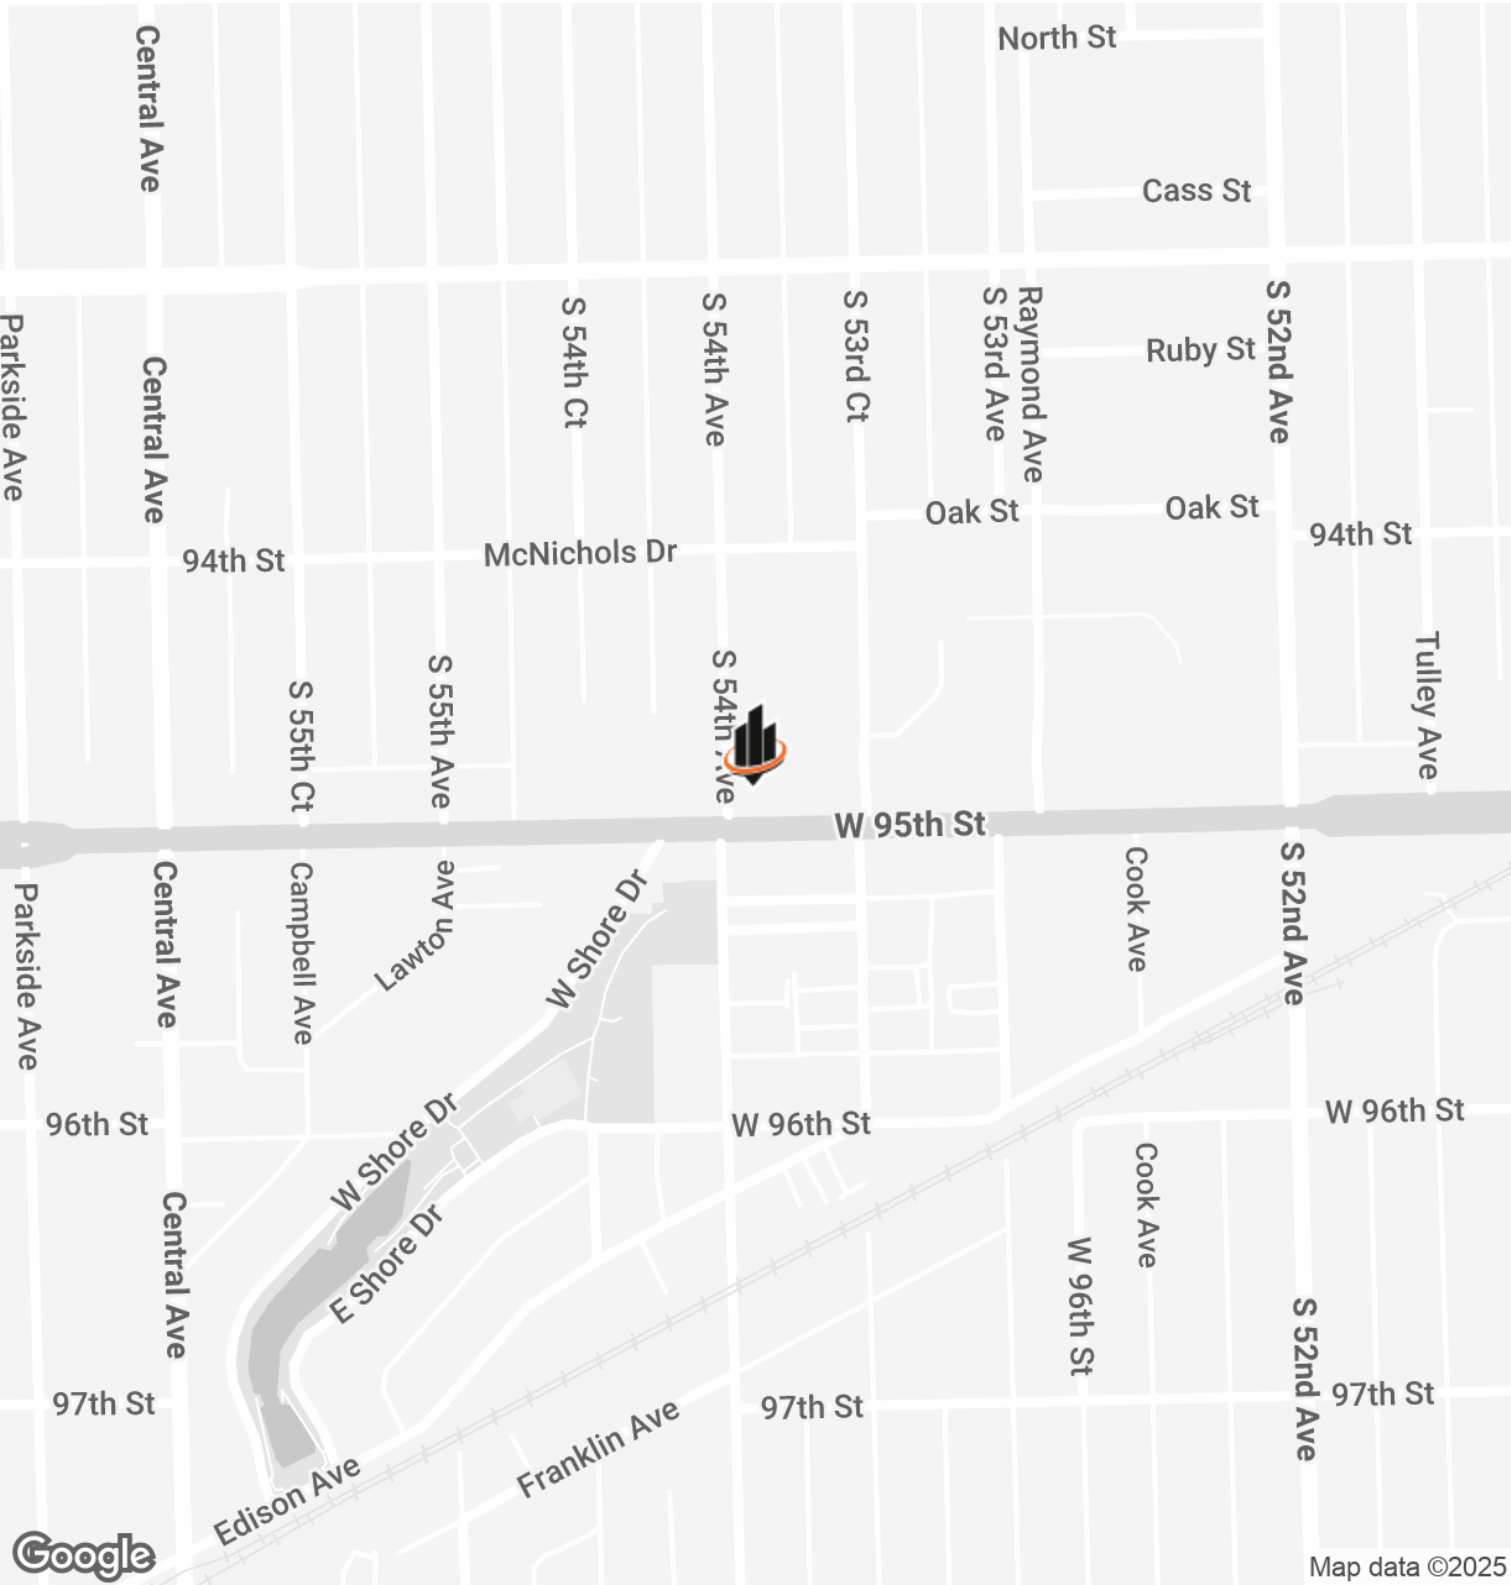 North St
Central Ave
Cass St
S 52nd Ave
Raymond Ave
S 53rd Ave
S 53rd Ct
S 54th Ave
S 54th Ct
Parkside Ave
Ruby St
Central Ave
Oak St
Oak St
94th St
McNichols Dr
94th St
Tulley Ave
S 54th Ave
S 55th Ave
S 55th Ct
W 95th St
S 52nd Ave
Cook Ave
Lawton Ave
Campbell Ave
Central Ave
Parkside Ave
W Shore Dr
W Shore Dr
96th St
W 96th St
W 96th St
Cook Ave
Central Ave
E Shore Dr
W 96th St
S 52nd Ave
97th St
97th St
97th St
Franklin Ave
Edison Ave
Google
Map data ©2025